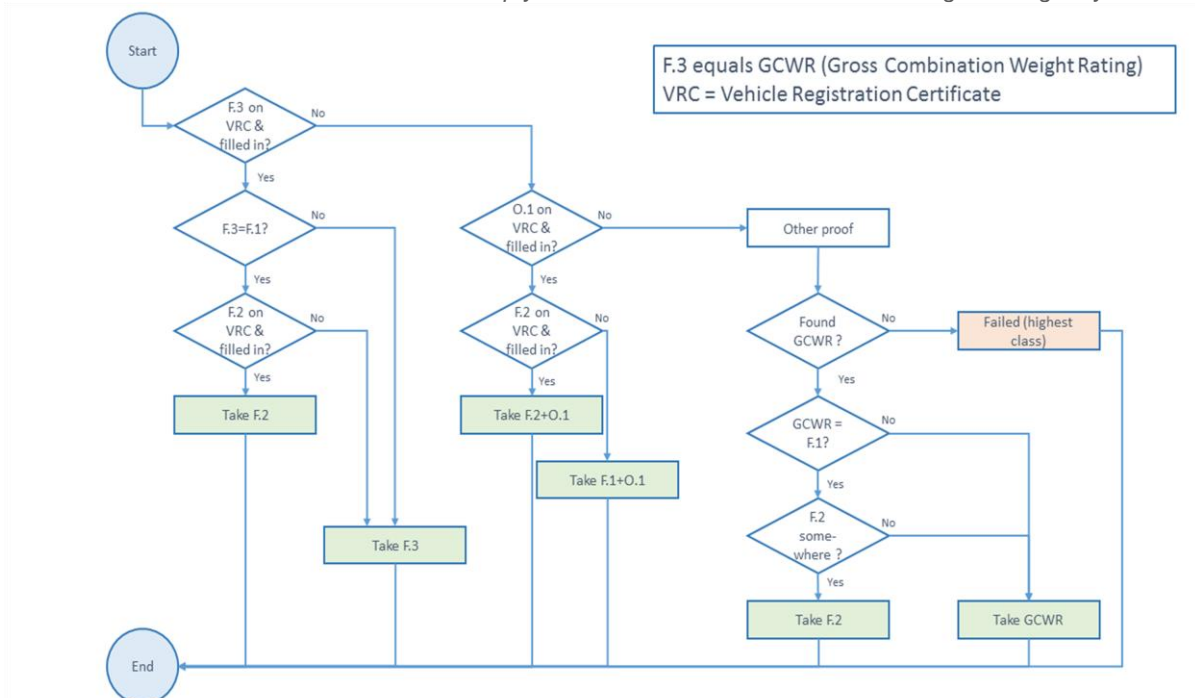 Start
F.3 equals GCWR (Gross Combination Weight Rating)
VRC = Vehicle Registration Certificate
F.3 on
VRC &
filled in?
No
Yes
F.3=F.1?
No
Yes
F.2 on
VRC &
filled in?
No
Yes
Take F.2
Take F.3
O.1 on
VRC &
filled in?
No
Yes
F.2 on
VRC &
filled in?
No
Yes
Take F.2+O.1
Take F.1+O.1
Other proof
Found
GCWR ?
No
Failed (highest
class)
Yes
GCWR =
F.1?
No
Yes
F.2
some-
where ?
No
Yes
Take F.2
Take GCWR
End